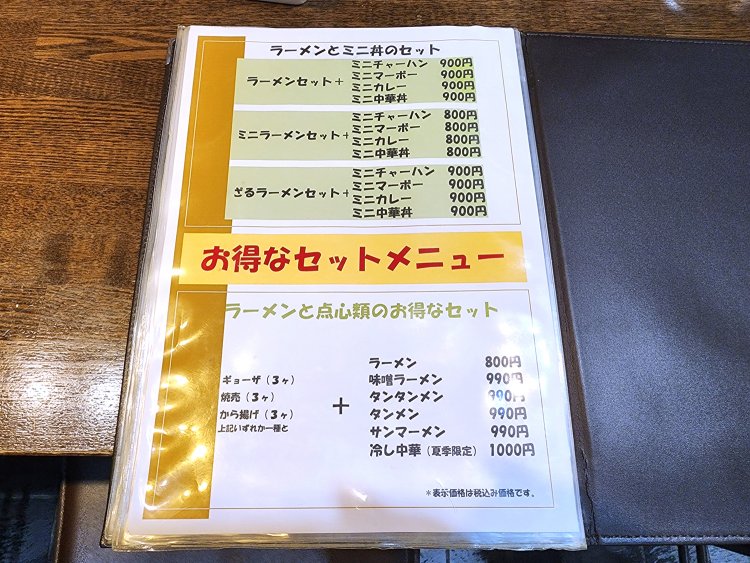 ラーメンとミニ丼のセット
ラーメンセット+
ミニチャーハン 900円
ミニマーボー 900円
ミニカレー 900円
ミニ中華丼 900円
ミニラーメンセット+
ミニチャーハン 800円
ミニマーボー 800円
ミニカレー 800円
ミニ中華丼 800円
ざるラーメンセット+
ミニチャーハン 900円
ミニマーボー 900円
ミニカレー 900円
ミニ中華丼 900円
お得なセットメニュー
ラーメンと点心類のお得なセット
ギョーザ(3ヶ)
焼売(3ヶ)
から揚げ(3ヶ)
上記いずれか一種と
+
ラーメン 800円
味噌ラーメン 990円
タンタンメン 990円
タンメン 990円
サンマーメン 990円
冷し中華(夏季限定) 1000円
*表示価格は税込み価格です。